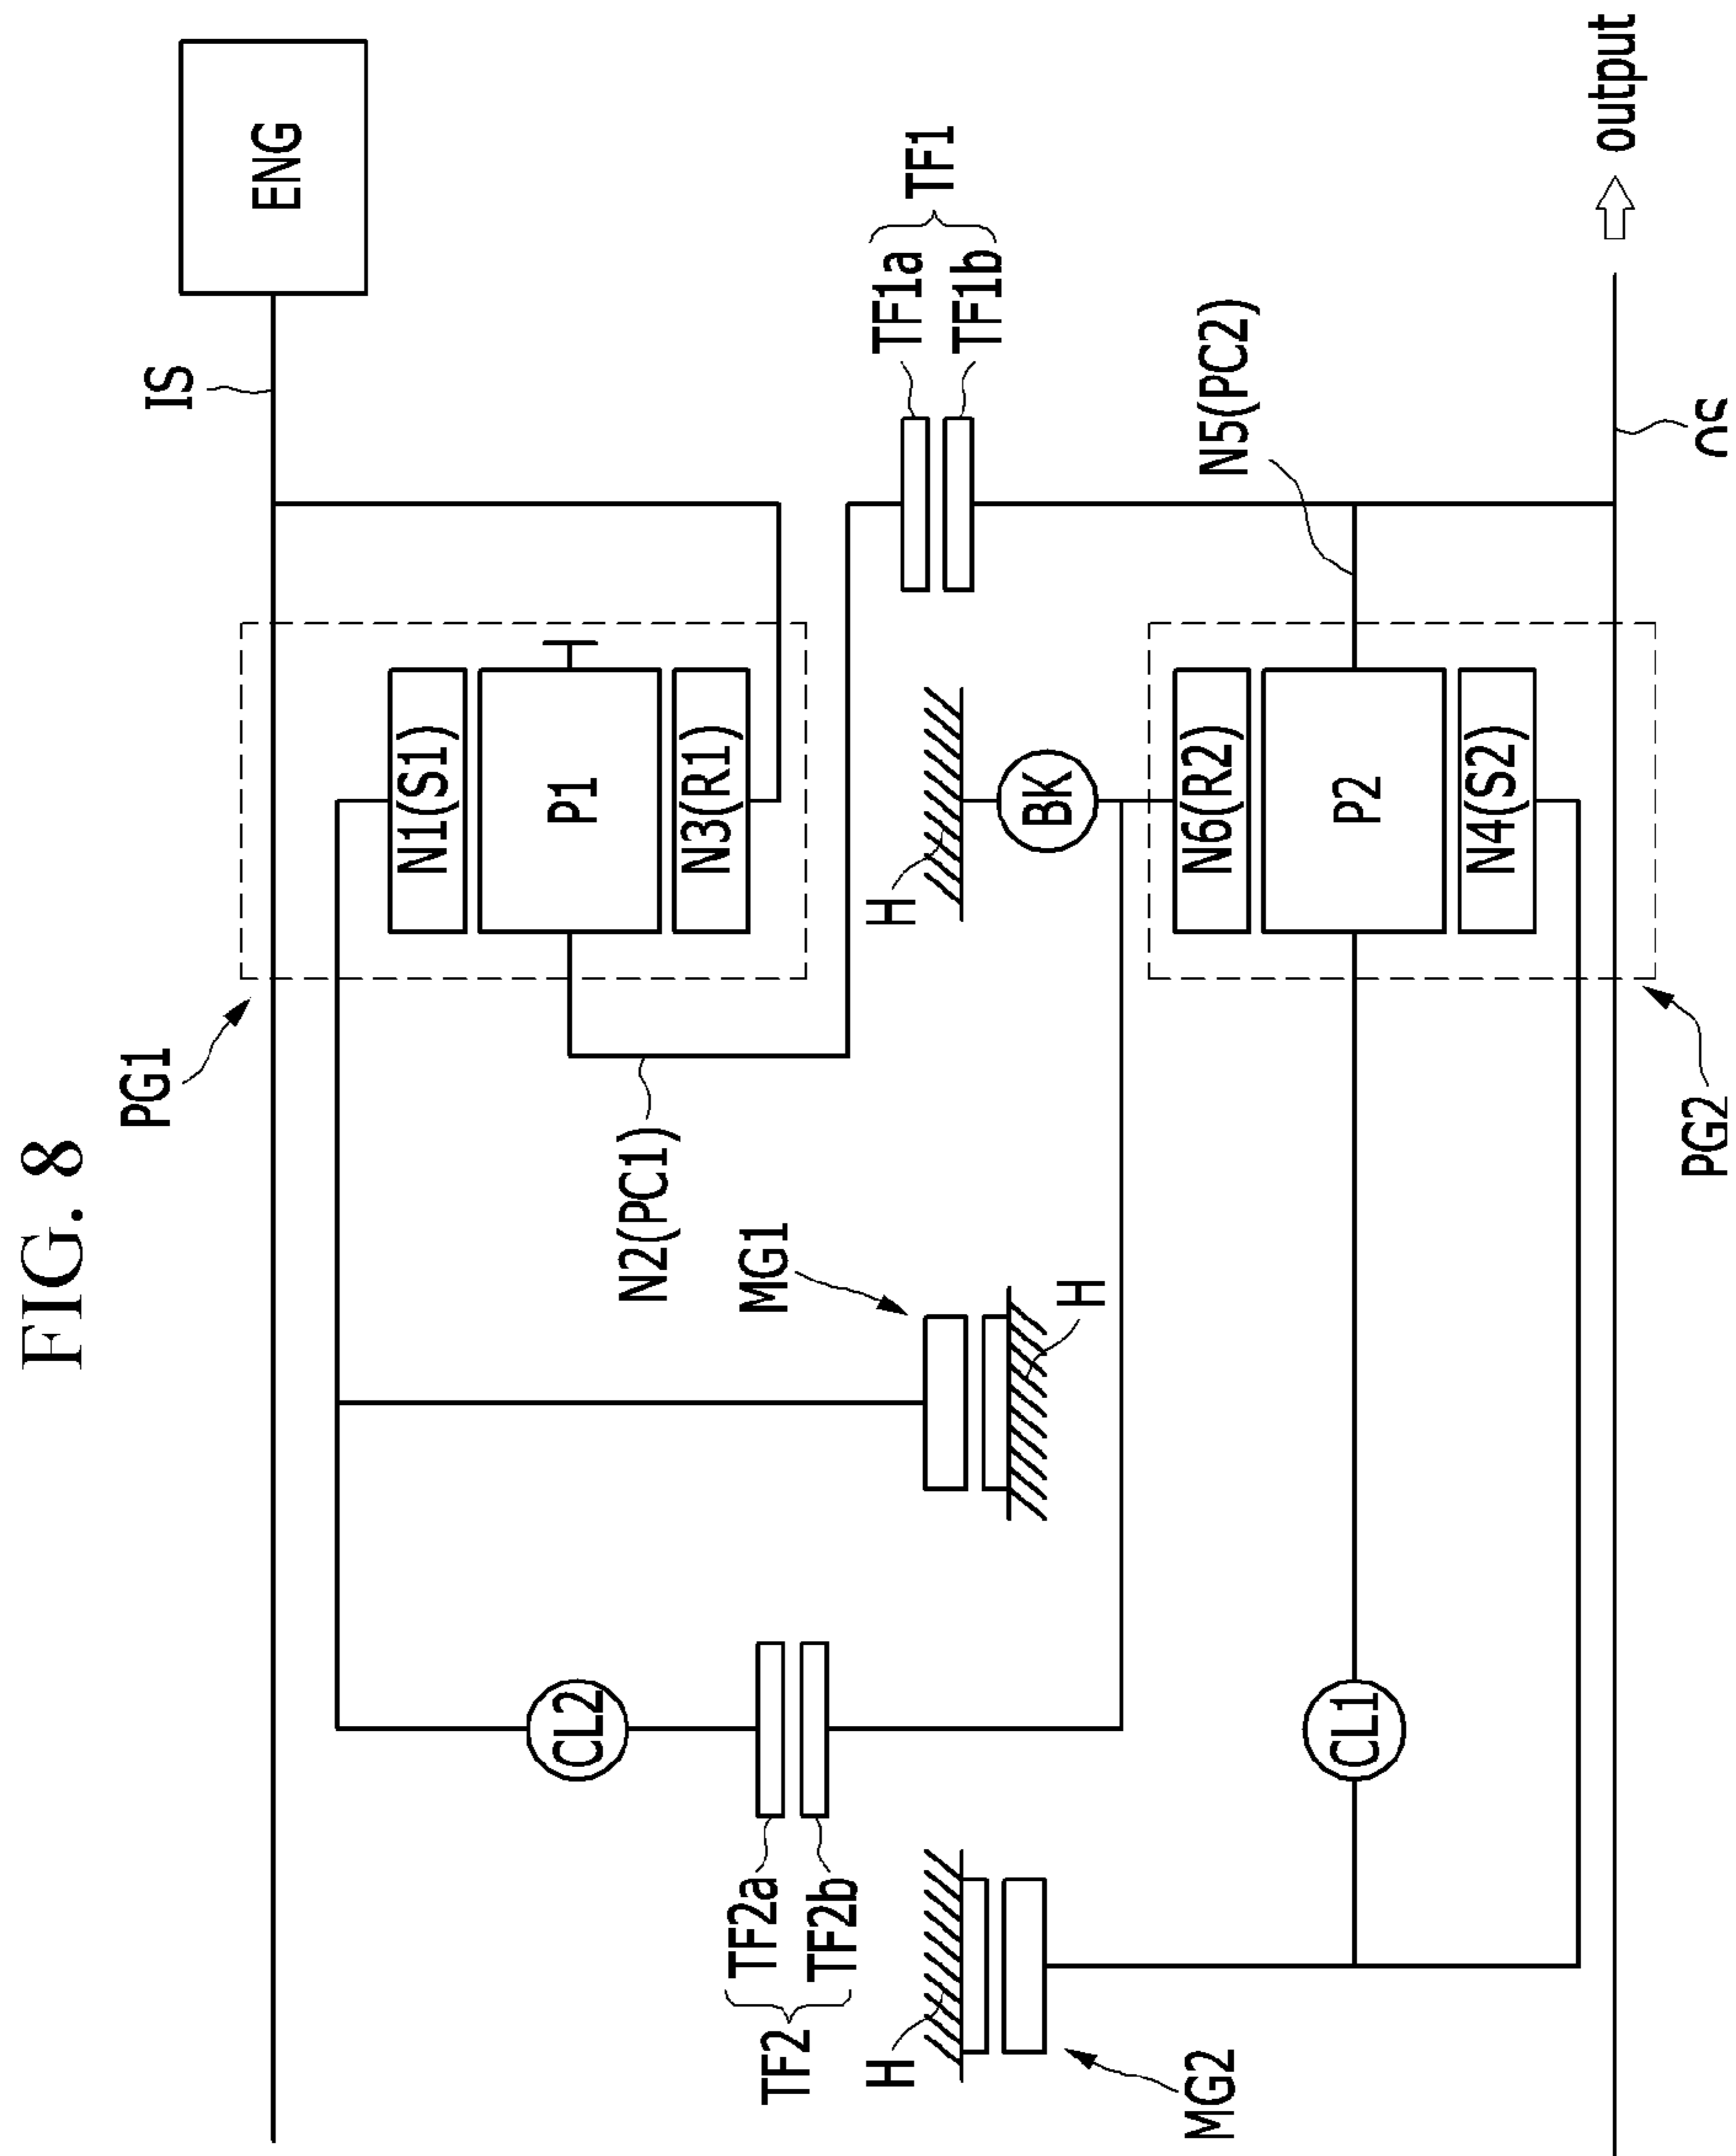 FIG. 8
PG1
IS
ENG
N1(S1)
CL2
P1
N2(PC1)
N3(R1)
TF2a
TF2
TF2b
MG1
H
H
TF1a
TF1
TF1b
BK
H
MG2
N6(R2)
N5(PC2)
CL1
P2
N4(S2)
output
PG2
OS